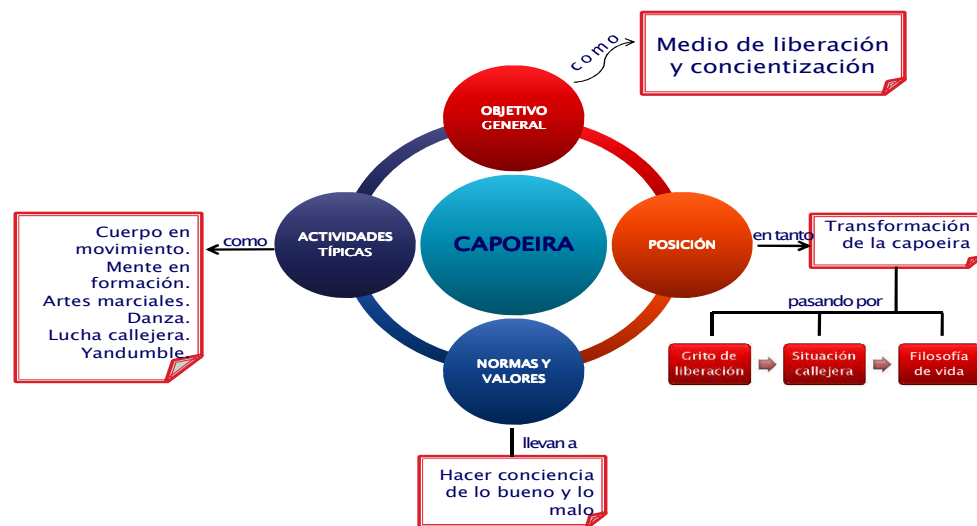 como
Medio de liberación
y concientización
OBJETIVO
GENERAL
Cuerpo en
movimiento.
Mente en
formación.
Artes marciales.
Danza.
Lucha callejera.
Yandumble.
como
ACTIVIDADES
TÍPICAS
CAPOEIRA
POSICIÓN
en tanto
Transformación
de la capoeira
pasando por
Grito de
liberación
Situación
callejera
Filosofía
de vida
NORMAS Y
VALORES
llevan a
Hacer conciencia
de lo bueno y lo
malo